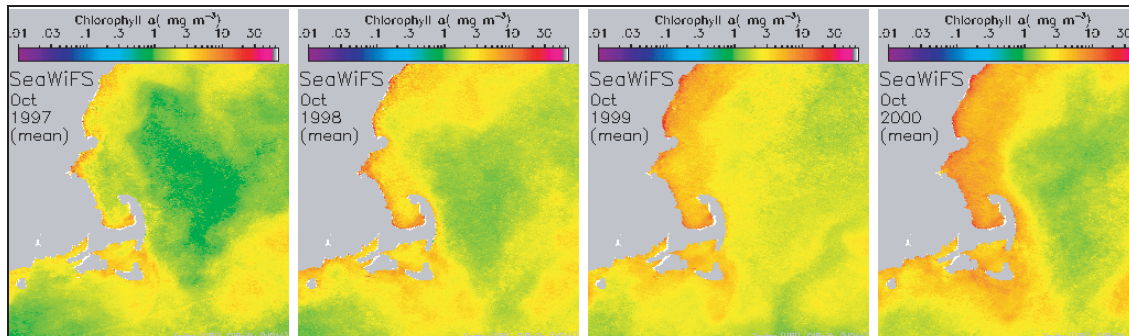 Chlorophyll a( mg m⁻³)
.01 .03 .1 .3 1 3 10 30
SeaWiFS
Oct
1997
(mean)
Chlorophyll a( mg m⁻³)
.01 .03 .1 .3 1 3 10 30
SeaWiFS
Oct
1998
(mean)
Chlorophyll a( mg m⁻³)
.01 .03 .1 .3 1 3 10 30
SeaWiFS
Oct
1999
(mean)
Chlorophyll a( mg m⁻³)
.01 .03 .1 .3 1 3 10 30
SeaWiFS
Oct
2000
(mean)